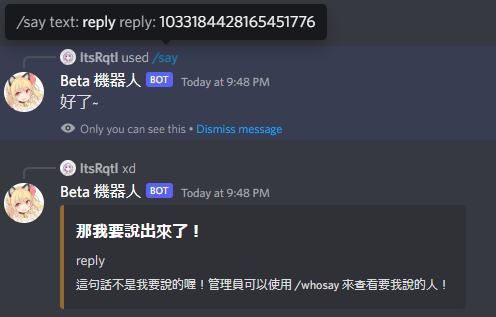 /say text: reply reply: 1033184428165451776
ItsRqtl used /say
Beta 機器人 BOT Today at 9:48 PM
好了~
Only you can see this • Dismiss message
ItsRqtl xd
Beta 機器人 BOT Today at 9:48 PM
那我要說出來了！
reply
這句話不是我要說的喔！管理員可以使用 /whosay 來查看要我說的人！